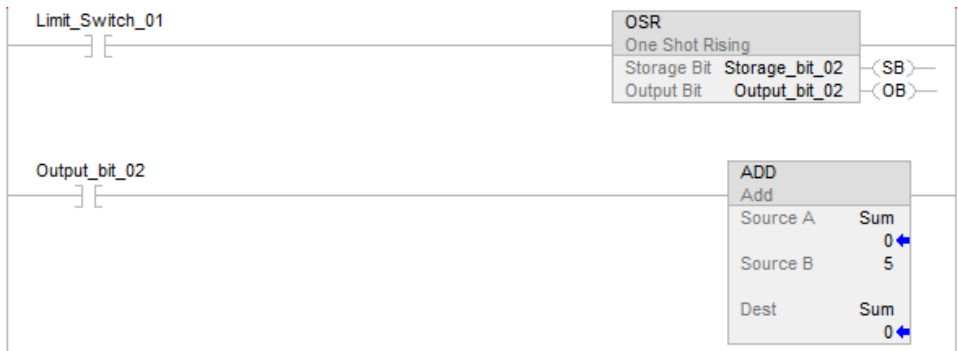 Limit_Switch_01
OSR
One Shot Rising
Storage Bit Storage_bit_02 SB
Output Bit Output_bit_02 OB
Output_bit_02
ADD
Add
Source A Sum
0
Source B 5
Dest Sum
0